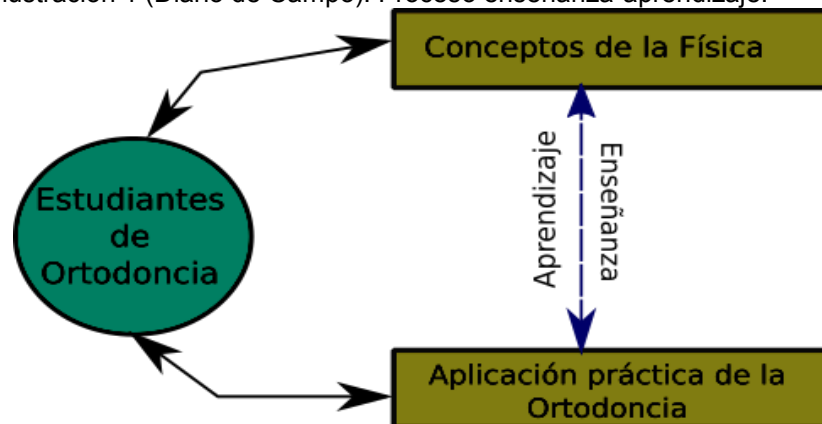 Ilustración 1 (Diario de Campo). Proceso enseñanza-aprendizaje.
Conceptos de la Física
Estudiantes
de
Ortodoncia
Aprendizaje
Enseñanza
Aplicación práctica de la
Ortodoncia